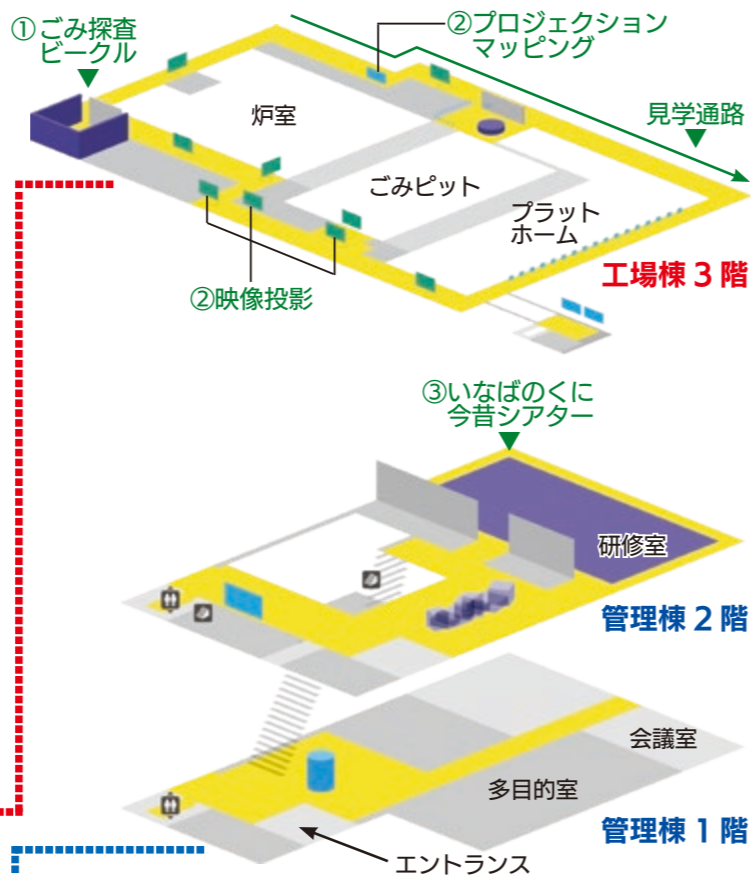 ①ごみ探査
ビークル
②プロジェクション
マッピング
見学通路
炉室
ごみピット
プラット
ホーム
工場棟 3 階
②映像投影
③いなばのくに
今昔シアター
研修室
管理棟 2 階
会議室
多目的室
管理棟 1 階
エントランス